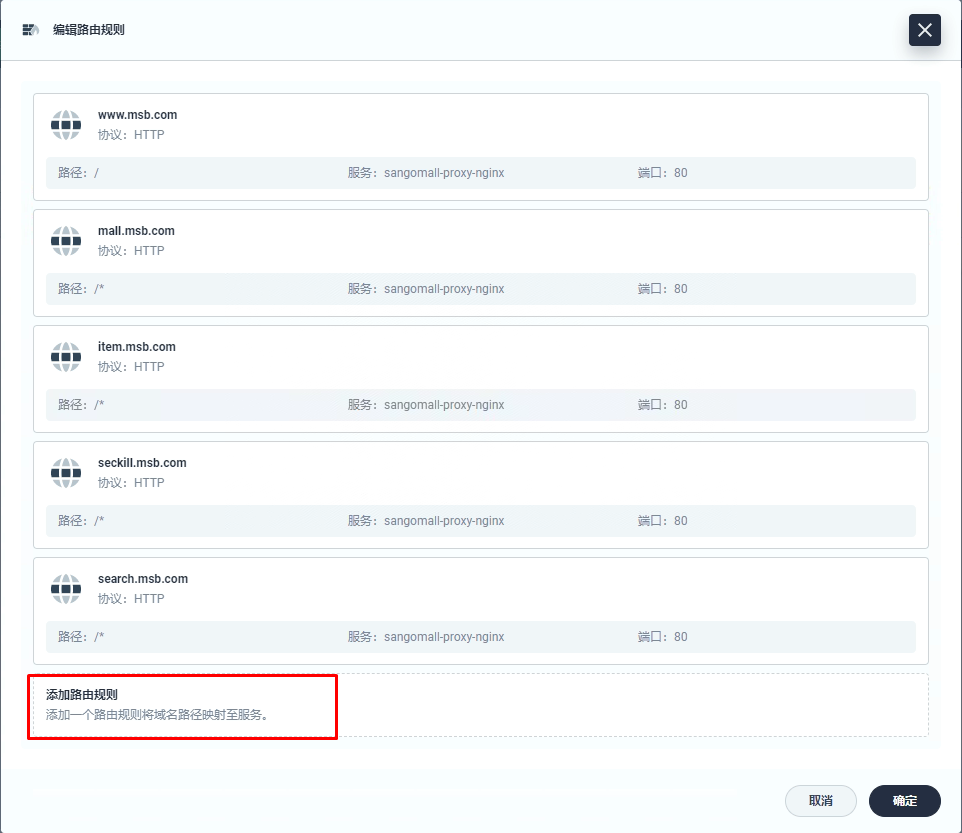 编辑路由规则
www.msb.com
协议：HTTP
路径：/ 服务：sangomall-proxy-nginx 端口：80
mall.msb.com
协议：HTTP
路径：/* 服务：sangomall-proxy-nginx 端口：80
item.msb.com
协议：HTTP
路径：/* 服务：sangomall-proxy-nginx 端口：80
seckill.msb.com
协议：HTTP
路径：/* 服务：sangomall-proxy-nginx 端口：80
search.msb.com
协议：HTTP
路径：/* 服务：sangomall-proxy-nginx 端口：80
添加路由规则
添加一个路由规则将域名路径映射至服务。
取消 确定